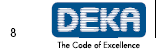 8
DEKA
The Code of Excellence